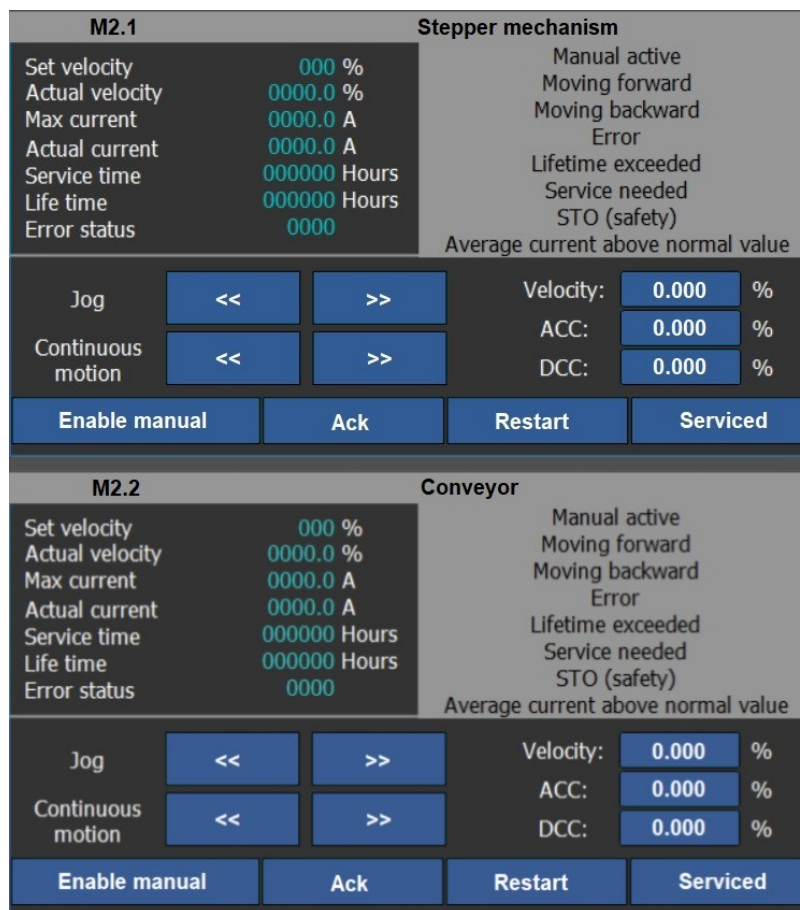 M2.1 Stepper mechanism
Set velocity 000 %
Actual velocity 0000.0 %
Max current 0000.0 A
Actual current 0000.0 A
Service time 000000 Hours
Life time 000000 Hours
Error status 0000
Manual active
Moving forward
Moving backward
Error
Lifetime exceeded
Service needed
STO (safety)
Average current above normal value
Jog << >>
Continuous
motion << >>
Velocity: 0.000 %
ACC: 0.000 %
DCC: 0.000 %
Enable manual Ack Restart Serviced
M2.2 Conveyor
Set velocity 000 %
Actual velocity 0000.0 %
Max current 0000.0 A
Actual current 0000.0 A
Service time 000000 Hours
Life time 000000 Hours
Error status 0000
Manual active
Moving forward
Moving backward
Error
Lifetime exceeded
Service needed
STO (safety)
Average current above normal value
Jog << >>
Continuous
motion << >>
Velocity: 0.000 %
ACC: 0.000 %
DCC: 0.000 %
Enable manual Ack Restart Serviced